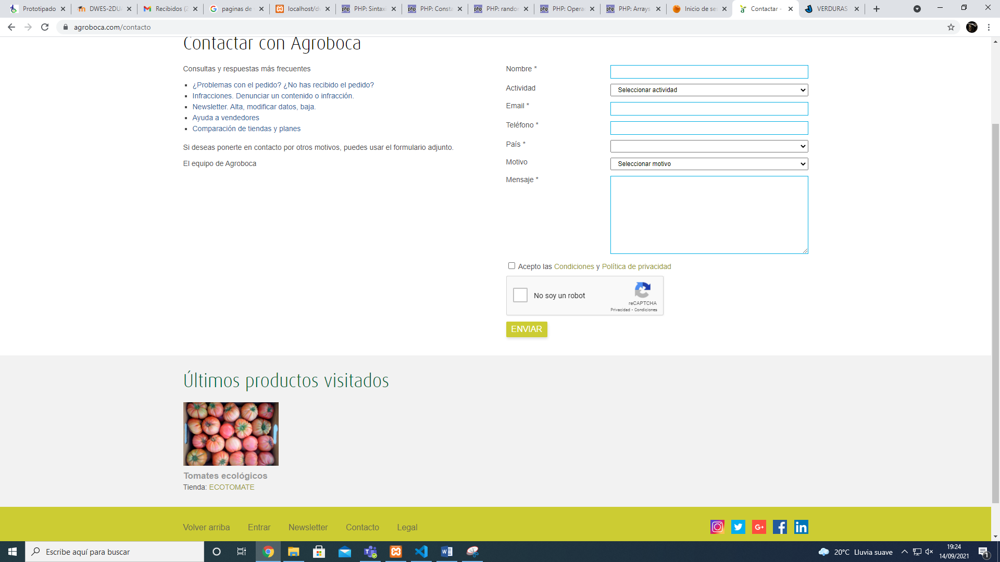 Prototipado
DWES-2DU
Recibidos (2
paginas de
localhost/d
PHP: Sintax
PHP: Consta
PHP: rando
PHP: Opera
PHP: Arrays
Inicio de se
Contactar -
VERDURAS
agroboca.com/contacto
Contactar con Agroboca
Consultas y respuestas más frecuentes
¿Problemas con el pedido? ¿No has recibido el pedido?
Infracciones. Denunciar un contenido o infracción.
Newsletter. Alta, modificar datos, baja.
Ayuda a vendedores
Comparación de tiendas y planes
Si deseas ponerte en contacto por otros motivos, puedes usar el formulario adjunto.
El equipo de Agroboca
Nombre *
Actividad
Seleccionar actividad
Email *
Teléfono *
País *
Motivo
Seleccionar motivo
Mensaje *
Acepto las Condiciones y Política de privacidad
No soy un robot
reCAPTCHA
Privacidad - Condiciones
ENVIAR
Últimos productos visitados
Tomates ecológicos
Tienda: ECOTOMATE
Volver arriba
Entrar
Newsletter
Contacto
Legal
Escribe aquí para buscar
20°C Lluvia suave
19:24
14/09/2021
1